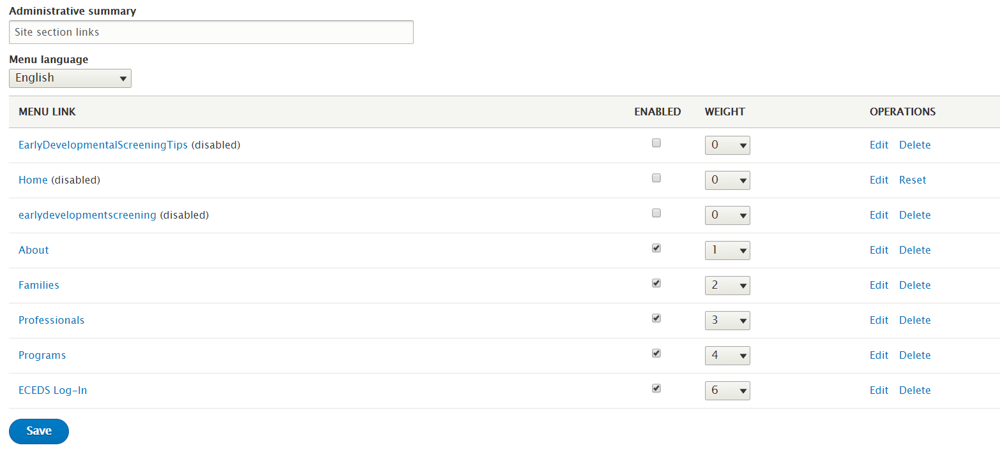 Administrative summary
Site section links
Menu language
English
MENU LINK ENABLED WEIGHT OPERATIONS
EarlyDevelopmentalScreeningTips (disabled) 0 Edit Delete
Home (disabled) 0 Edit Reset
earlydevelopmentscreening (disabled) 0 Edit Delete
About 1 Edit Delete
Families 2 Edit Delete
Professionals 3 Edit Delete
Programs 4 Edit Delete
ECEDS Log-In 6 Edit Delete
Save